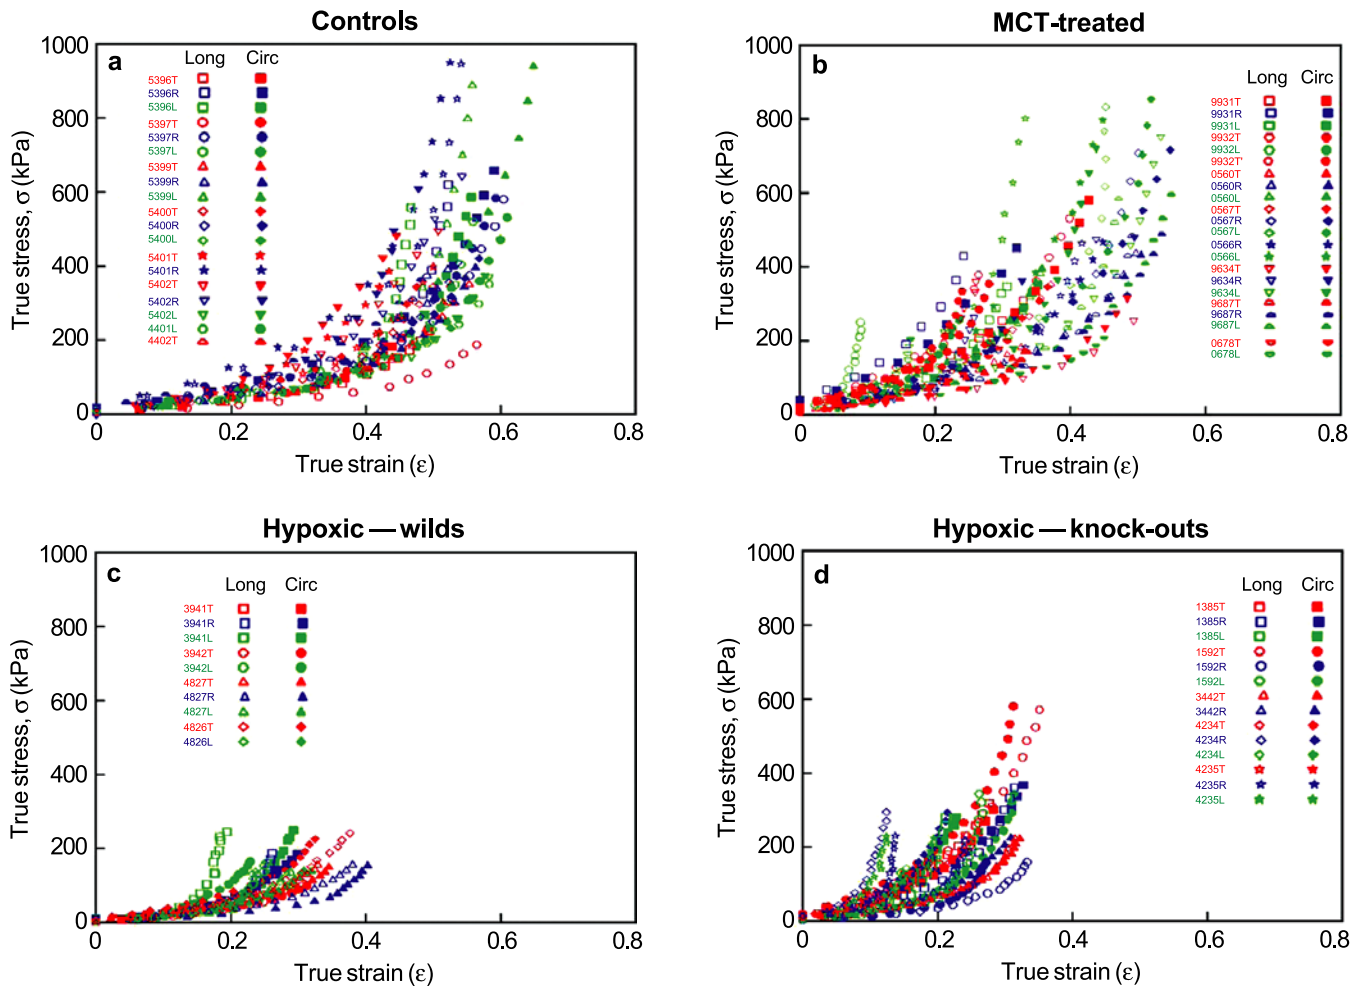 Controls
a
Long Circ
5396T
5396R
5396L
5397T
5397R
5397L
5399T
5399R
5399L
5400T
5400R
5400L
5401T
5401R
5402T
5402R
5402L
4401L
4402T
1000
800
600
400
200
0
0 0.2 0.4 0.6 0.8
True stress, σ (kPa)
True strain (ε)
MCT-treated
b
Long Circ
9931T
9931R
9931L
9932T
9932L
9932T'
0560T
0560R
0560L
0567T
0567R
0567L
0566R
0566L
9634T
9634R
9634L
9687T
9687R
9687L
0678T
0678L
1000
800
600
400
200
0
0 0.2 0.4 0.6 0.8
True stress, σ (kPa)
True strain (ε)
Hypoxic — wilds
c
Long Circ
3941T
3941R
3941L
3942T
3942L
4827T
4827R
4827L
4826T
4826L
1000
800
600
400
200
0
0 0.2 0.4 0.6 0.8
True stress, σ (kPa)
True strain (ε)
Hypoxic — knock-outs
d
Long Circ
1385T
1385R
1385L
1592T
1592R
1592L
3442T
3442R
4234T
4234R
4234L
4235T
4235R
4235L
1000
800
600
400
200
0
0 0.2 0.4 0.6 0.8
True stress, σ (kPa)
True strain (ε)